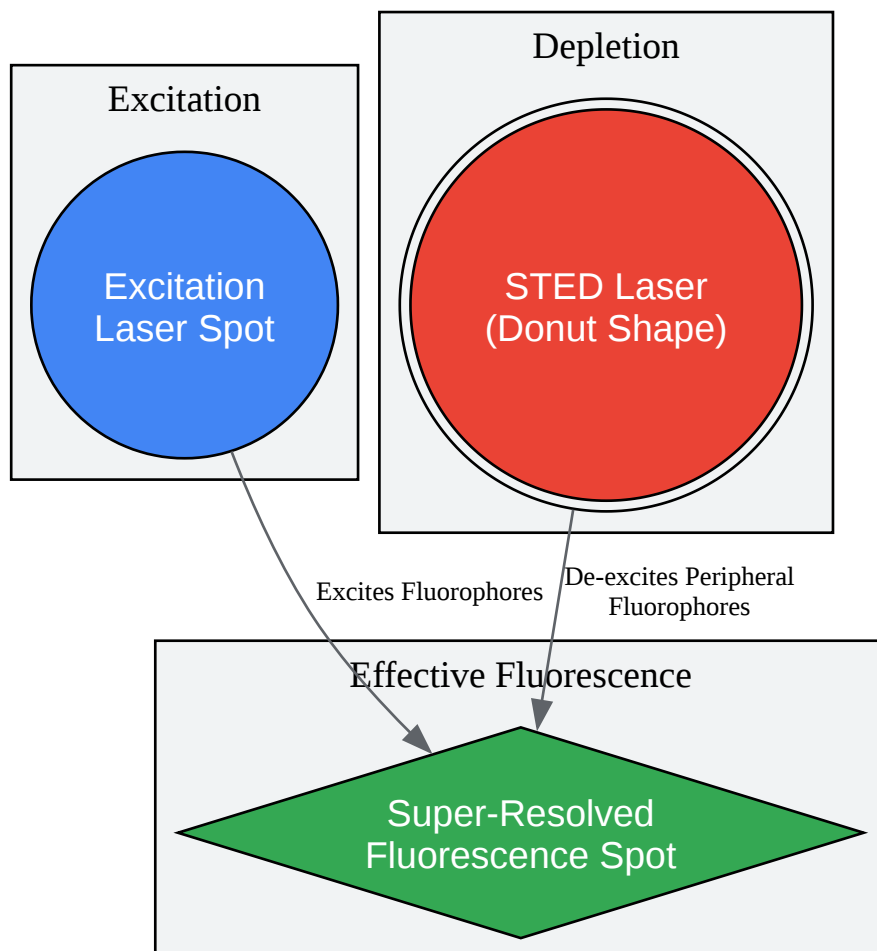 Excitation
Excitation
Laser Spot
Depletion
STED Laser
(Donut Shape)
Excites Fluorophores
De-excites Peripheral
Fluorophores
Effective Fluorescence
Super-Resolved
Fluorescence Spot